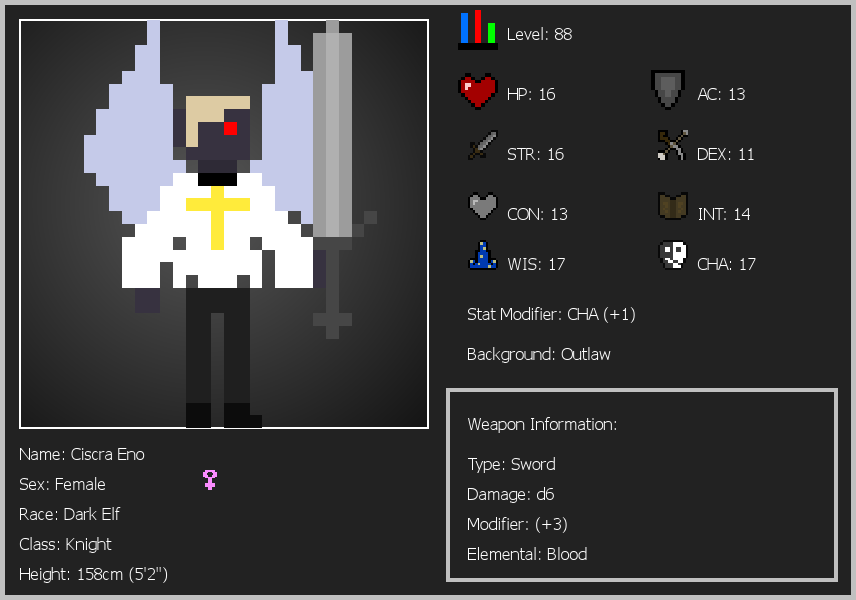 Level: 88
HP: 16
AC: 13
STR: 16
DEX: 11
CON: 13
INT: 14
WIS: 17
CHA: 17
Stat Modifier: CHA (+1)
Background: Outlaw
Weapon Information:
Type: Sword
Damage: d6
Modifier: (+3)
Elemental: Blood
Name: Ciscra Eno
Sex: Female
Race: Dark Elf
Class: Knight
Height: 158cm (5'2")